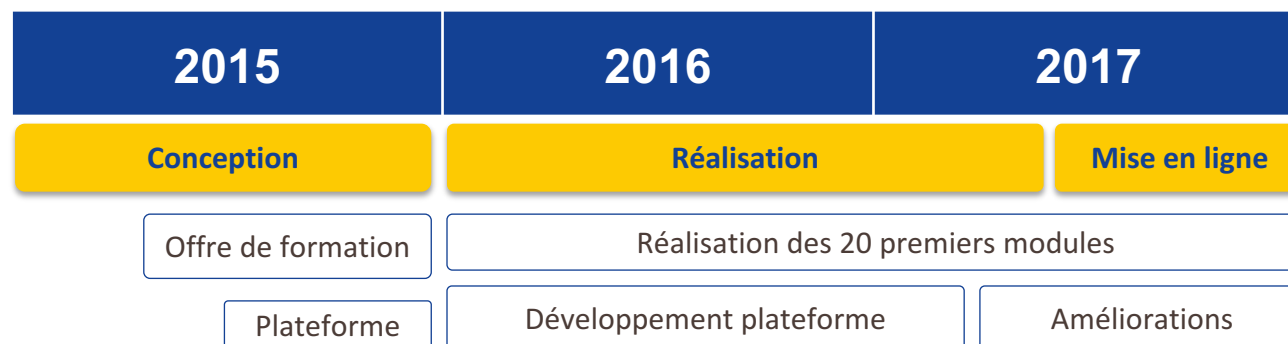 2015 2016 2017
Conception Réalisation Mise en ligne
Offre de formation Réalisation des 20 premiers modules
Plateforme Développement plateforme Améliorations